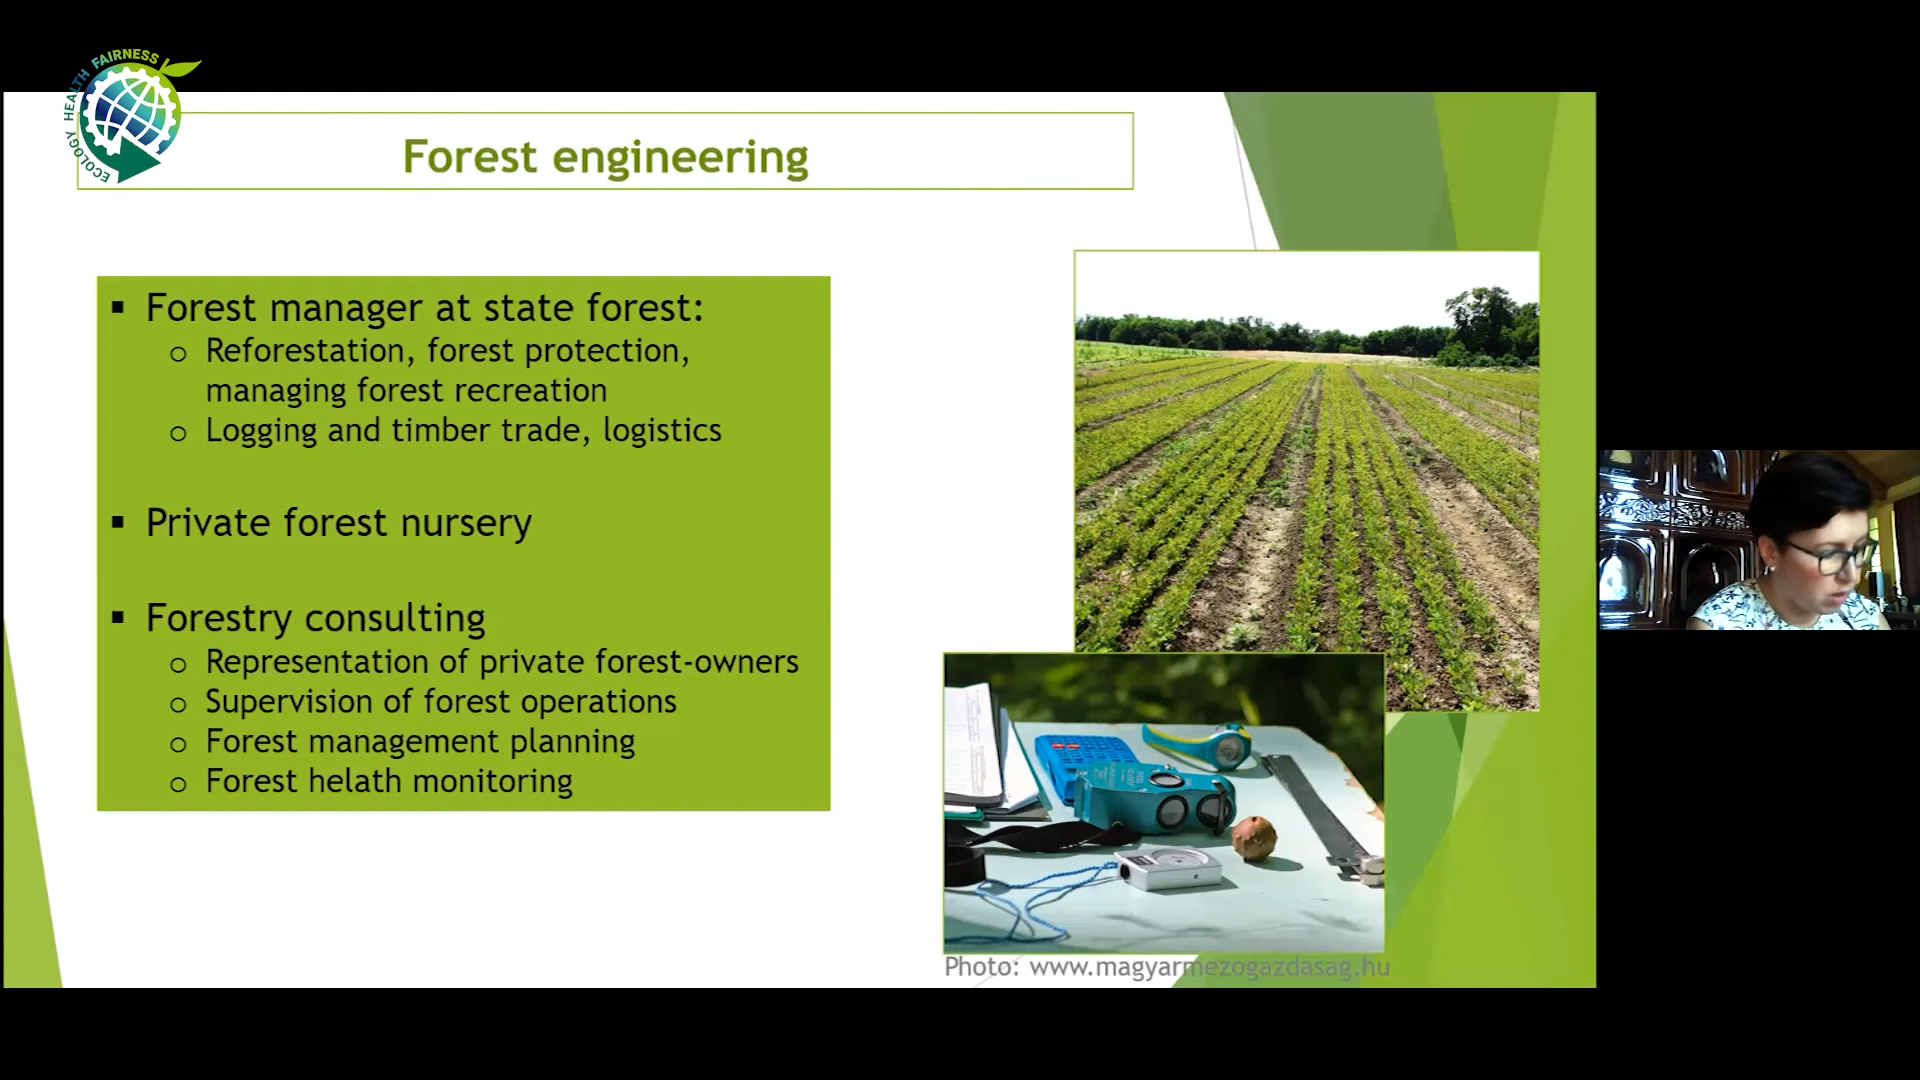 ECOLOGY HEALTH FAIRNESS
Forest engineering
▪ Forest manager at state forest:
o Reforestation, forest protection,
managing forest recreation
o Logging and timber trade, logistics
▪ Private forest nursery
▪ Forestry consulting
o Representation of private forest-owners
o Supervision of forest operations
o Forest management planning
o Forest helath monitoring
Photo: www.magyarmezogazdasag.hu